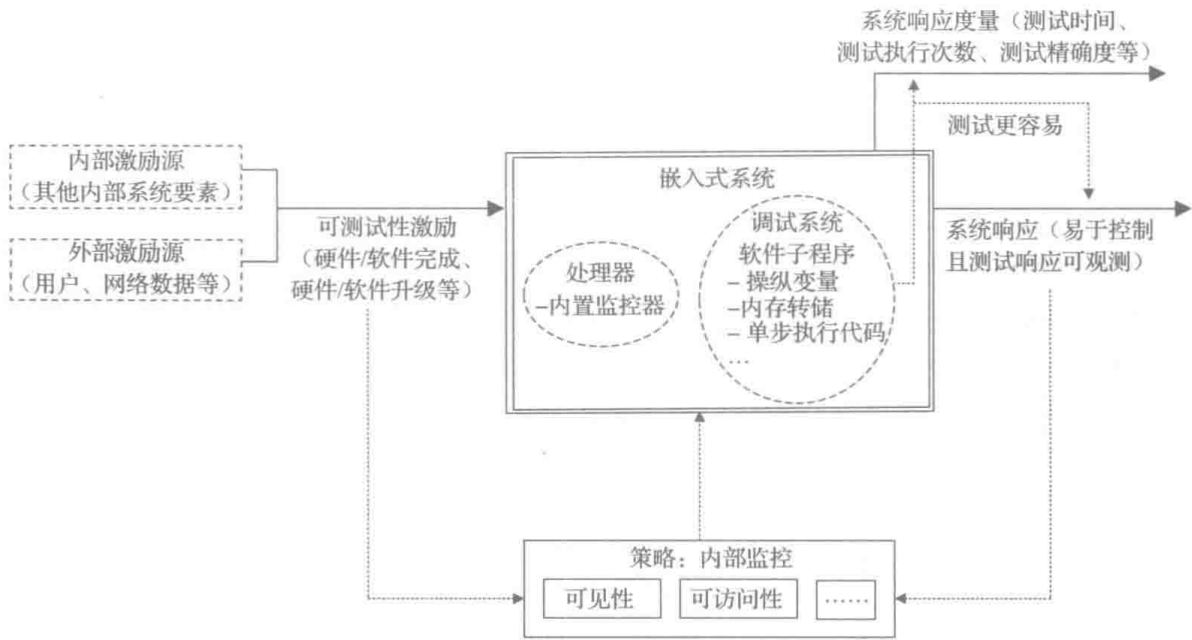 系统响应度量（测试时间、
测试执行次数、测试精确度等）
测试更容易
内部激励源
（其他内部系统要素）
外部激励源
（用户、网络数据等）
可测试性激励
（硬件/软件完成、
硬件/软件升级等）
嵌入式系统
处理器
–内置监控器
调试系统
软件子程序
– 操纵变量
–内存转储
– 单步执行代码
…
系统响应（易于控制
且测试响应可观测）
策略：内部监控
可见性
可访问性
……